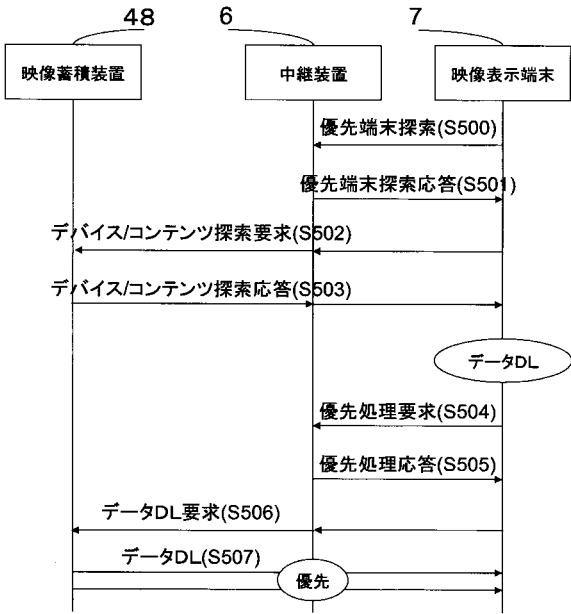 48 6 7
映像蓄積装置 中継装置 映像表示端末
優先端末探索(S500)
優先端末探索応答(S501)
デバイス/コンテンツ探索要求(S502)
デバイス/コンテンツ探索応答(S503)
データDL
優先処理要求(S504)
優先処理応答(S505)
データDL要求(S506)
データDL(S507)
優先